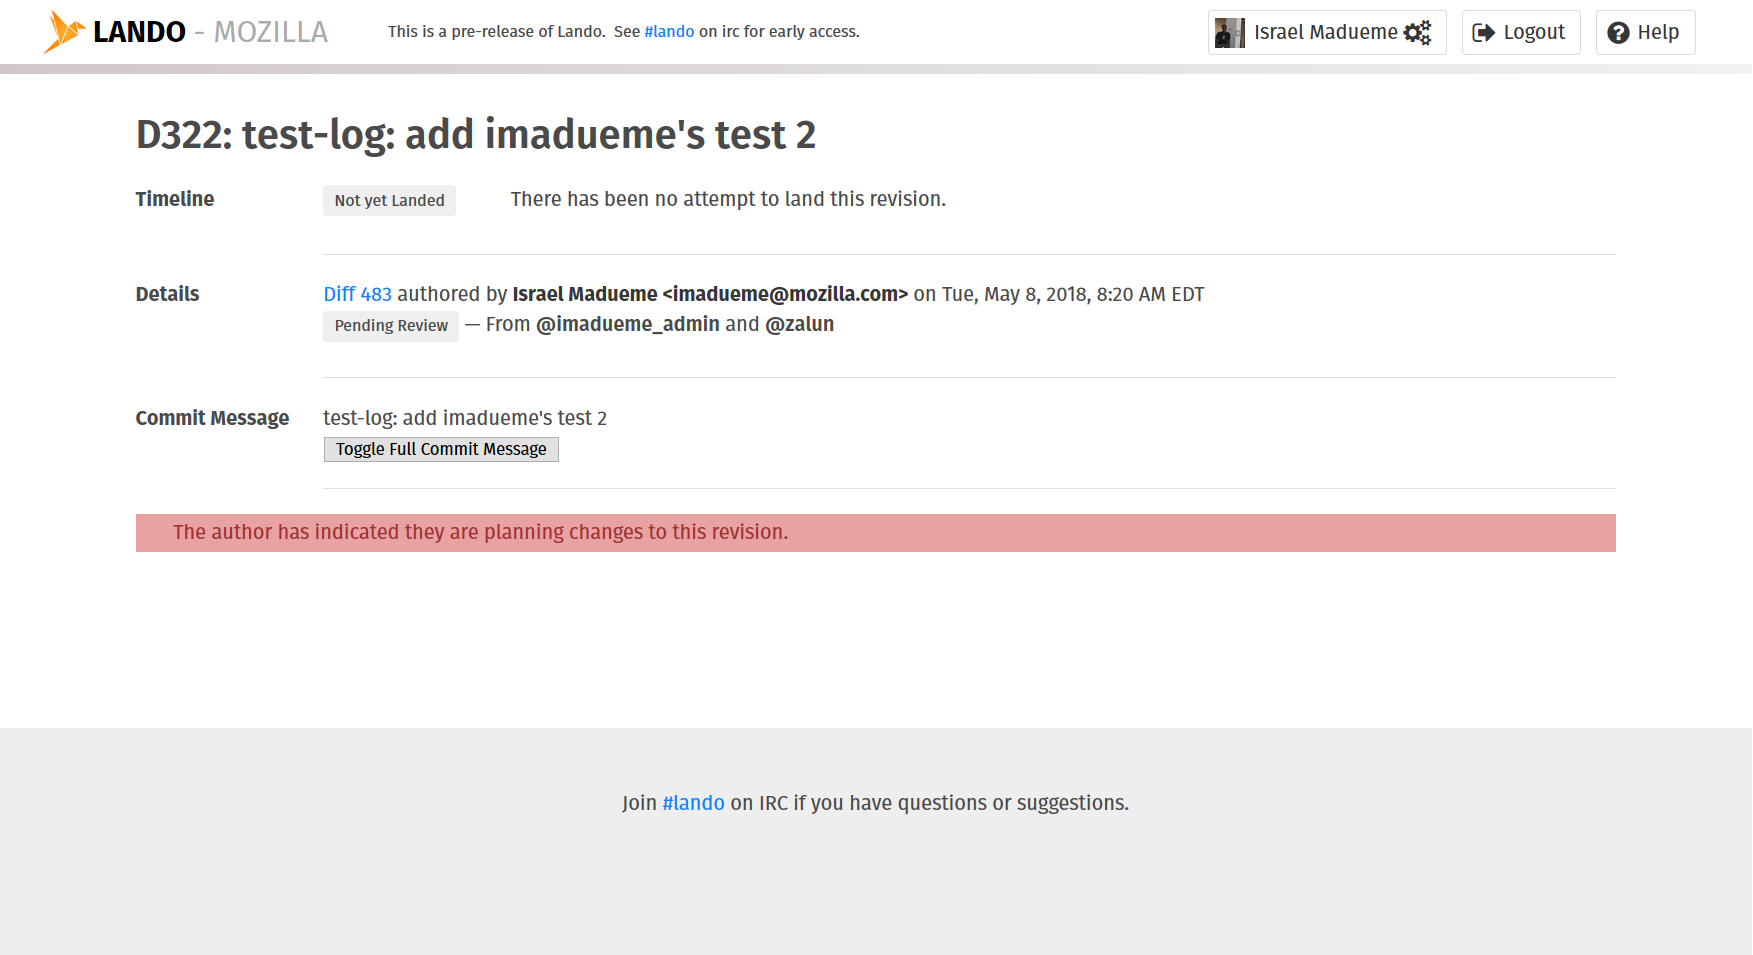 LANDO - MOZILLA This is a pre-release of Lando. See #lando on irc for early access. Israel Madueme Logout Help
D322: test-log: add imadueme's test 2
Timeline Not yet Landed There has been no attempt to land this revision.
Details Diff 483 authored by Israel Madueme <imadueme@mozilla.com> on Tue, May 8, 2018, 8:20 AM EDT
Pending Review — From @imadueme_admin and @zalun
Commit Message test-log: add imadueme's test 2
Toggle Full Commit Message
The author has indicated they are planning changes to this revision.
Join #lando on IRC if you have questions or suggestions.